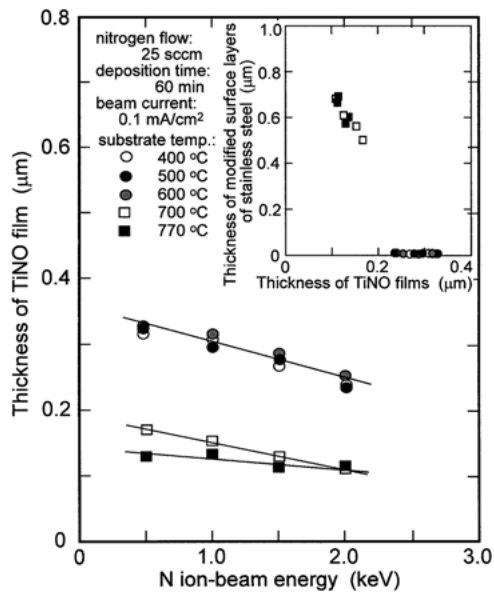 0.8
0.6
0.4
0.2
0
Thickness of TiNO film (μm)
nitrogen flow:
25 sccm
deposition time:
60 min
beam current:
0.1 mA/cm²
substrate temp.:
400 °C
500 °C
600 °C
700 °C
770 °C
Thickness of modified surface layers
of stainless steel (μm)
1.0
0.8
0.6
0.4
0.2
0
0 0.2 0.4
Thickness of TiNO films (μm)
0 1.0 2.0 3.0
N ion-beam energy (keV)